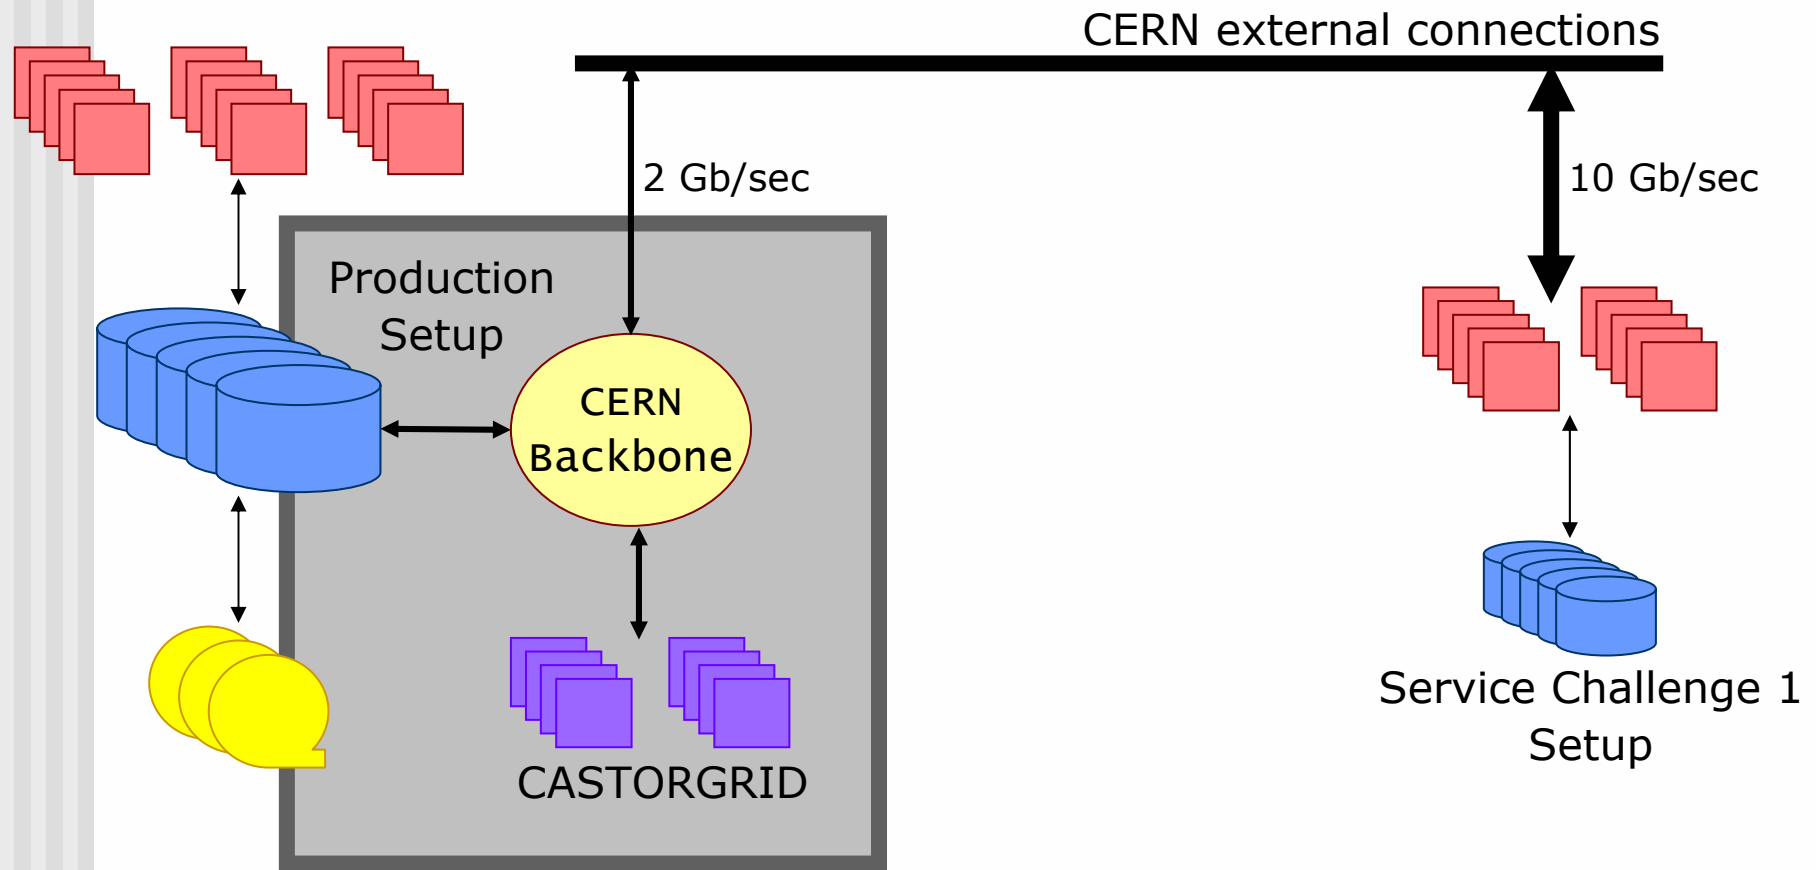 CERN external connections
2 Gb/sec
10 Gb/sec
Production
Setup
CERN
Backbone
CASTORGRID
Service Challenge 1
Setup